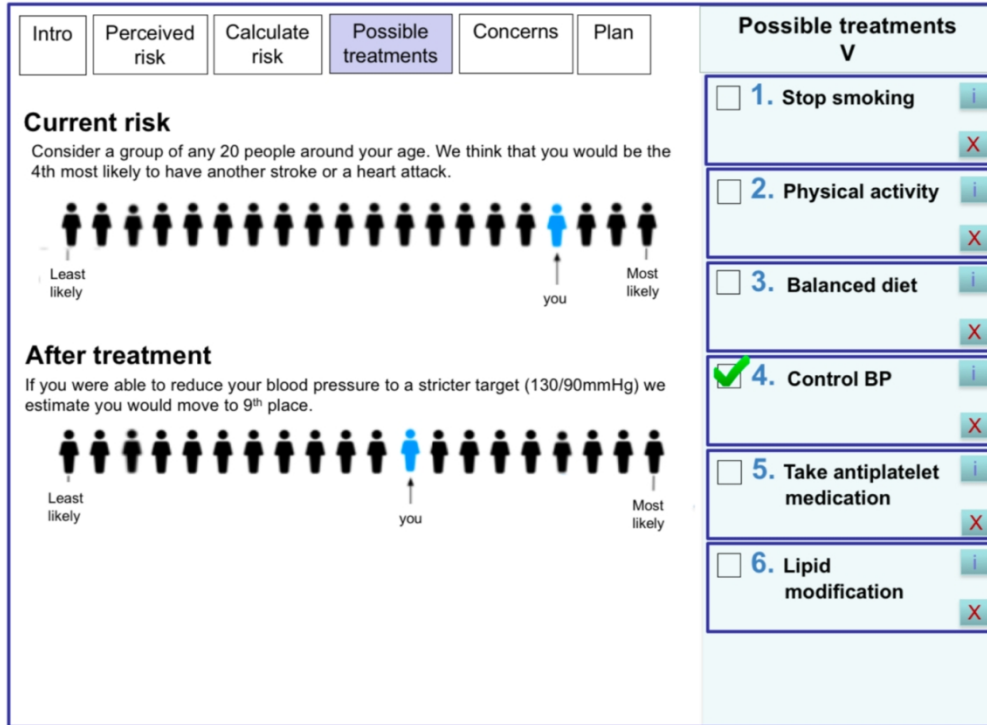 Intro
Perceived
risk
Calculate
risk
Possible
treatments
Concerns
Plan
Current risk
Consider a group of any 20 people around your age. We think that you would be the
4th most likely to have another stroke or a heart attack.
Least
likely
you
Most
likely
After treatment
If you were able to reduce your blood pressure to a stricter target (130/90mmHg) we
estimate you would move to 9th place.
Least
likely
you
Most
likely
Possible treatments
V
1. Stop smoking i
X
2. Physical activity i
X
3. Balanced diet i
X
4. Control BP i
X
5. Take antiplatelet i
medication
X
6. Lipid i
modification
X